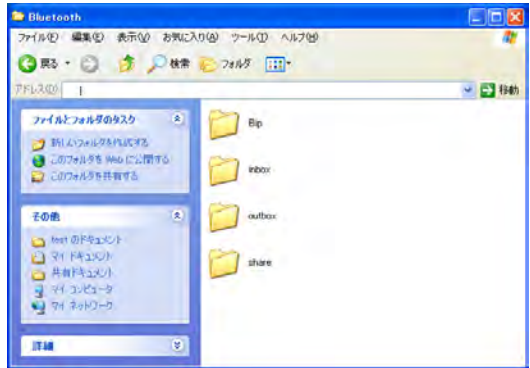 Bluetooth
ファイル(F) 編集(E) 表示(V) お気に入り(A) ツール(T) ヘルプ(H)
戻る 検索 フォルダ
アドレス(D) 移動
ファイルとフォルダのタスク
新しいフォルダを作成する
このフォルダを Web に公開する
このフォルダを共有する
その他
test のドキュメント
マイ ドキュメント
共有ドキュメント
マイ コンピュータ
マイ ネットワーク
詳細
Bip
inbox
outbox
share